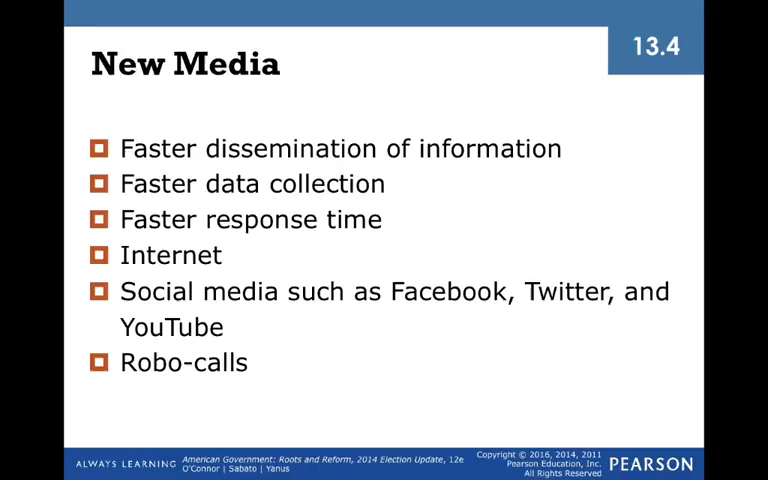 13.4
New Media
Faster dissemination of information
Faster data collection
Faster response time
Internet
Social media such as Facebook, Twitter, and
YouTube
Robo-calls
ALWAYS LEARNING
American Government: Roots and Reform, 2014 Election Update, 12e
O'Connor | Sabato | Yanus
Copyright © 2016, 2014, 2011
Pearson Education, Inc.
All Rights Reserved
PEARSON